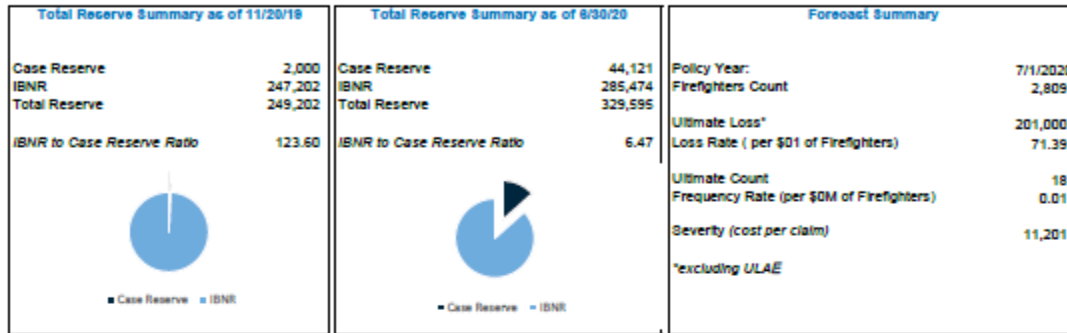 Total Reserve Summary as of 11/20/19
Case Reserve 2,000
IBNR 247,202
Total Reserve 249,202
IBNR to Case Reserve Ratio 123.60
Case Reserve IBNR
Total Reserve Summary as of 6/30/20
Case Reserve 44,121
IBNR 285,474
Total Reserve 329,595
IBNR to Case Reserve Ratio 6.47
Case Reserve IBNR
Forecast Summary
Policy Year: 7/1/2020
Firefighters Count 2,809
Ultimate Loss* 201,000
Loss Rate ( per $01 of Firefighters) 71.39
Ultimate Count 18
Frequency Rate (per $0M of Firefighters) 0.01
Severity (cost per claim) 11,201
*excluding ULAE